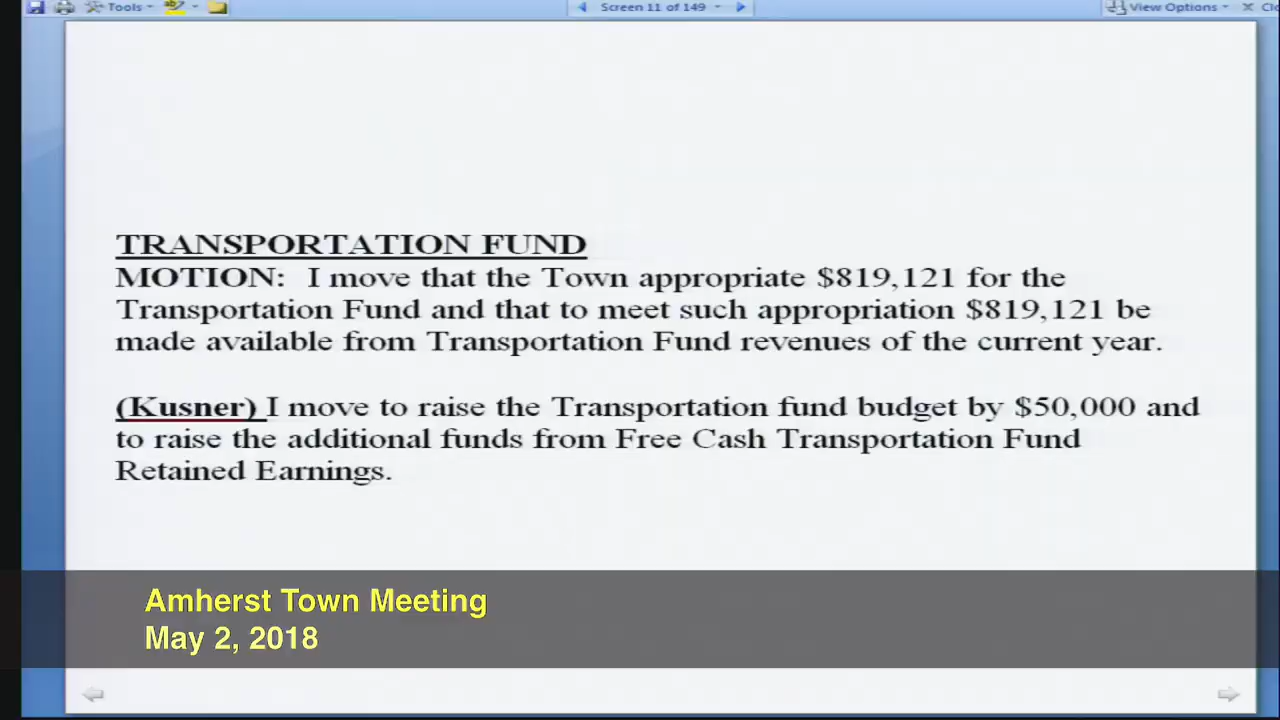 Tools
Screen 11 of 149
View Options
TRANSPORTATION FUND
MOTION: I move that the Town appropriate $819,121 for the
Transportation Fund and that to meet such appropriation $819,121 be
made available from Transportation Fund revenues of the current year.
(Kusner) I move to raise the Transportation fund budget by $50,000 and
to raise the additional funds from Free Cash Transportation Fund
Retained Earnings.
Amherst Town Meeting
May 2, 2018